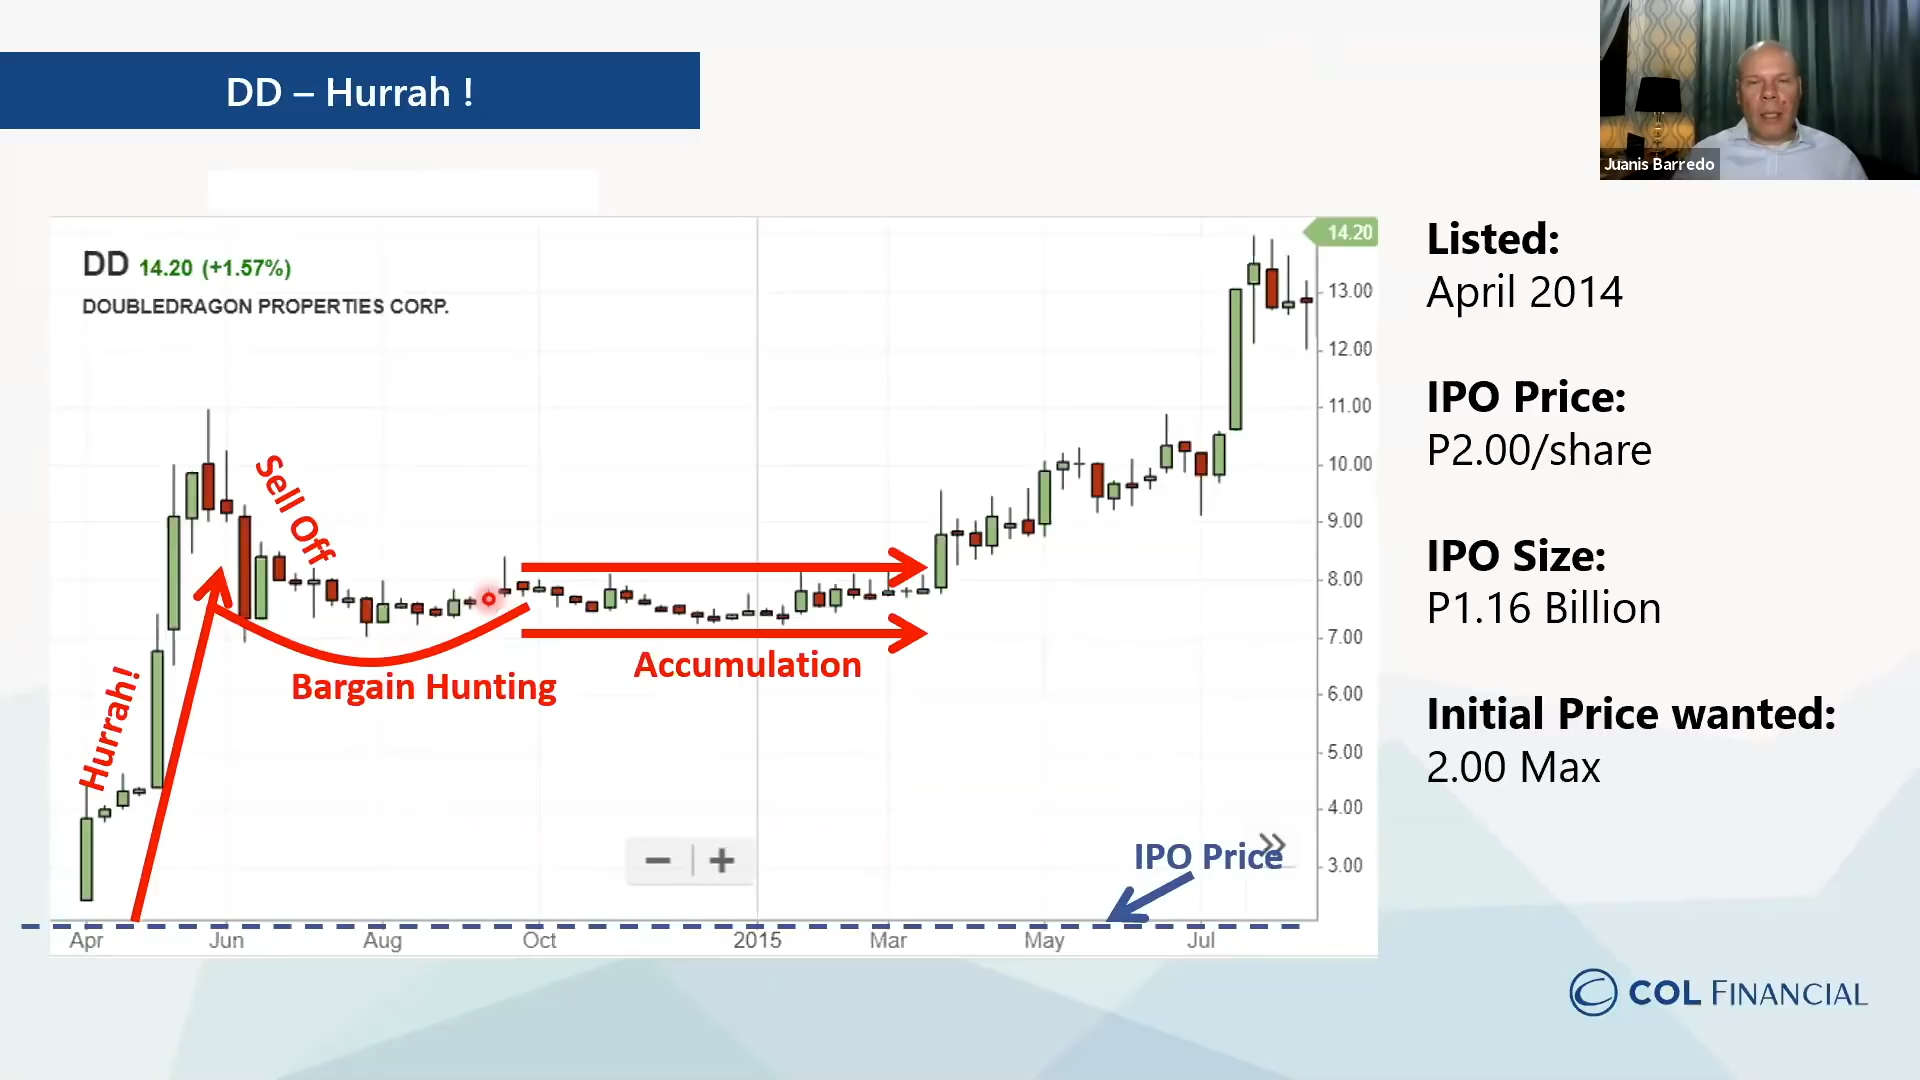 DD – Hurrah !
Juanis Barredo
DD 14.20 (+1.57%)
DOUBLEDRAGON PROPERTIES CORP.
14.20
13.00
12.00
11.00
10.00
9.00
8.00
7.00
6.00
5.00
4.00
3.00
Hurrah!
Sell Off
Bargain Hunting
Accumulation
IPO Price
Apr Jun Aug Oct 2015 Mar May Jul
Listed:
April 2014
IPO Price:
P2.00/share
IPO Size:
P1.16 Billion
Initial Price wanted:
2.00 Max
COL FINANCIAL